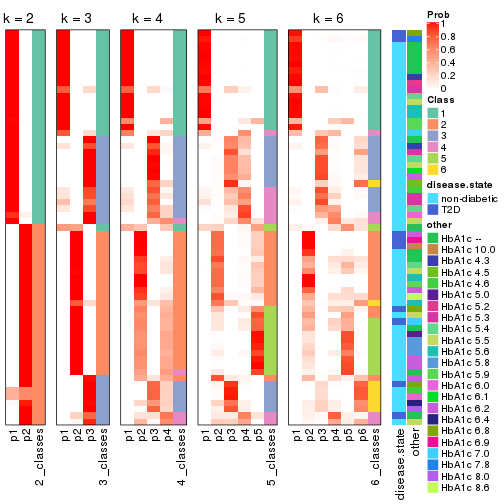 k = 2 k = 3 k = 4 k = 5 k = 6
Prob
1
0.8
0.6
0.4
0.2
0
Class
1
2
3
4
5
6
disease.state
non-diabetic
T2D
other
HbA1c --
HbA1c 10.0
HbA1c 4.3
HbA1c 4.5
HbA1c 4.6
HbA1c 5.0
HbA1c 5.2
HbA1c 5.3
HbA1c 5.4
HbA1c 5.5
HbA1c 5.6
HbA1c 5.8
HbA1c 5.9
HbA1c 6.0
HbA1c 6.1
HbA1c 6.2
HbA1c 6.4
HbA1c 6.8
HbA1c 6.9
HbA1c 7.0
HbA1c 7.8
HbA1c 8.0
HbA1c 8.6
p1 p2 2_classes p1 p2 p3 3_classes p1 p2 p3 p4 4_classes p1 p2 p3 p4 p5 5_classes p1 p2 p3 p4 p5 p6 6_classes disease.state other